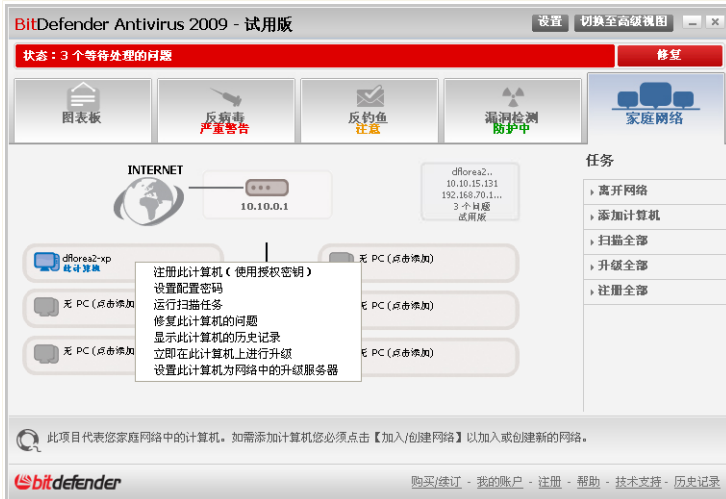 BitDefender Antivirus 2009 - 试用版
设置 切换至高级视图
状态：3 个等待处理的问题
修复
图表板
反病毒
严重警告
反钓鱼
注意
漏洞检测
防护中
家庭网络
INTERNET
10.10.0.1
dflorea2..
10.10.15.131
192.168.70.1...
3 个问题
试用版
任务
离开网络
添加计算机
扫描全部
升级全部
注册全部
dflorea2-xp
此计算机
无 PC (点击添加)
无 PC (点击添加
无 PC (点击添加)
无 PC (点击添加
无 PC (点击添加)
注册此计算机 ( 使用授权密钥 )
设置配置密码
运行扫描任务
修复此计算机的问题
显示此计算机的历史记录
立即在此计算机上进行升级
设置此计算机为网络中的升级服务器
此项目代表您家庭网络中的计算机。如需添加计算机您必须点击【加入/创建网络】以加入或创建新的网络。
bitdefender
购买/续订 - 我的账户 - 注册 - 帮助 - 技术支持 - 历史记录